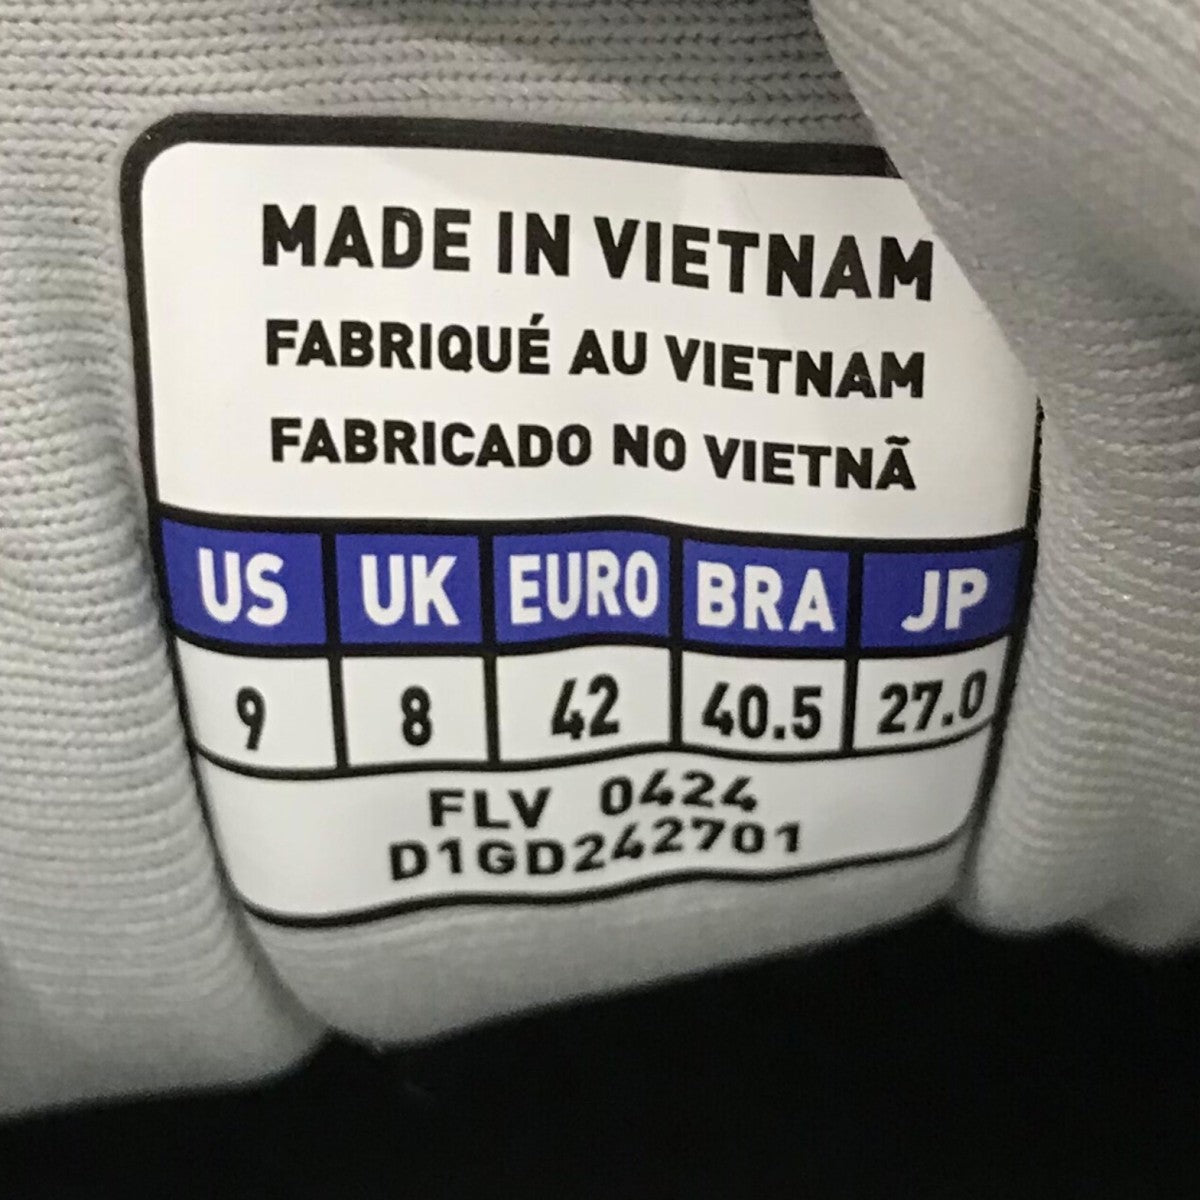 MADE IN VIETNAM
FABRIQUÉ AU VIETNAM
FABRICADO NO VIETNÃ
US UK EURO BRA JP
9 8 42 40.5 27.0
FLV 0424
D1GD242701